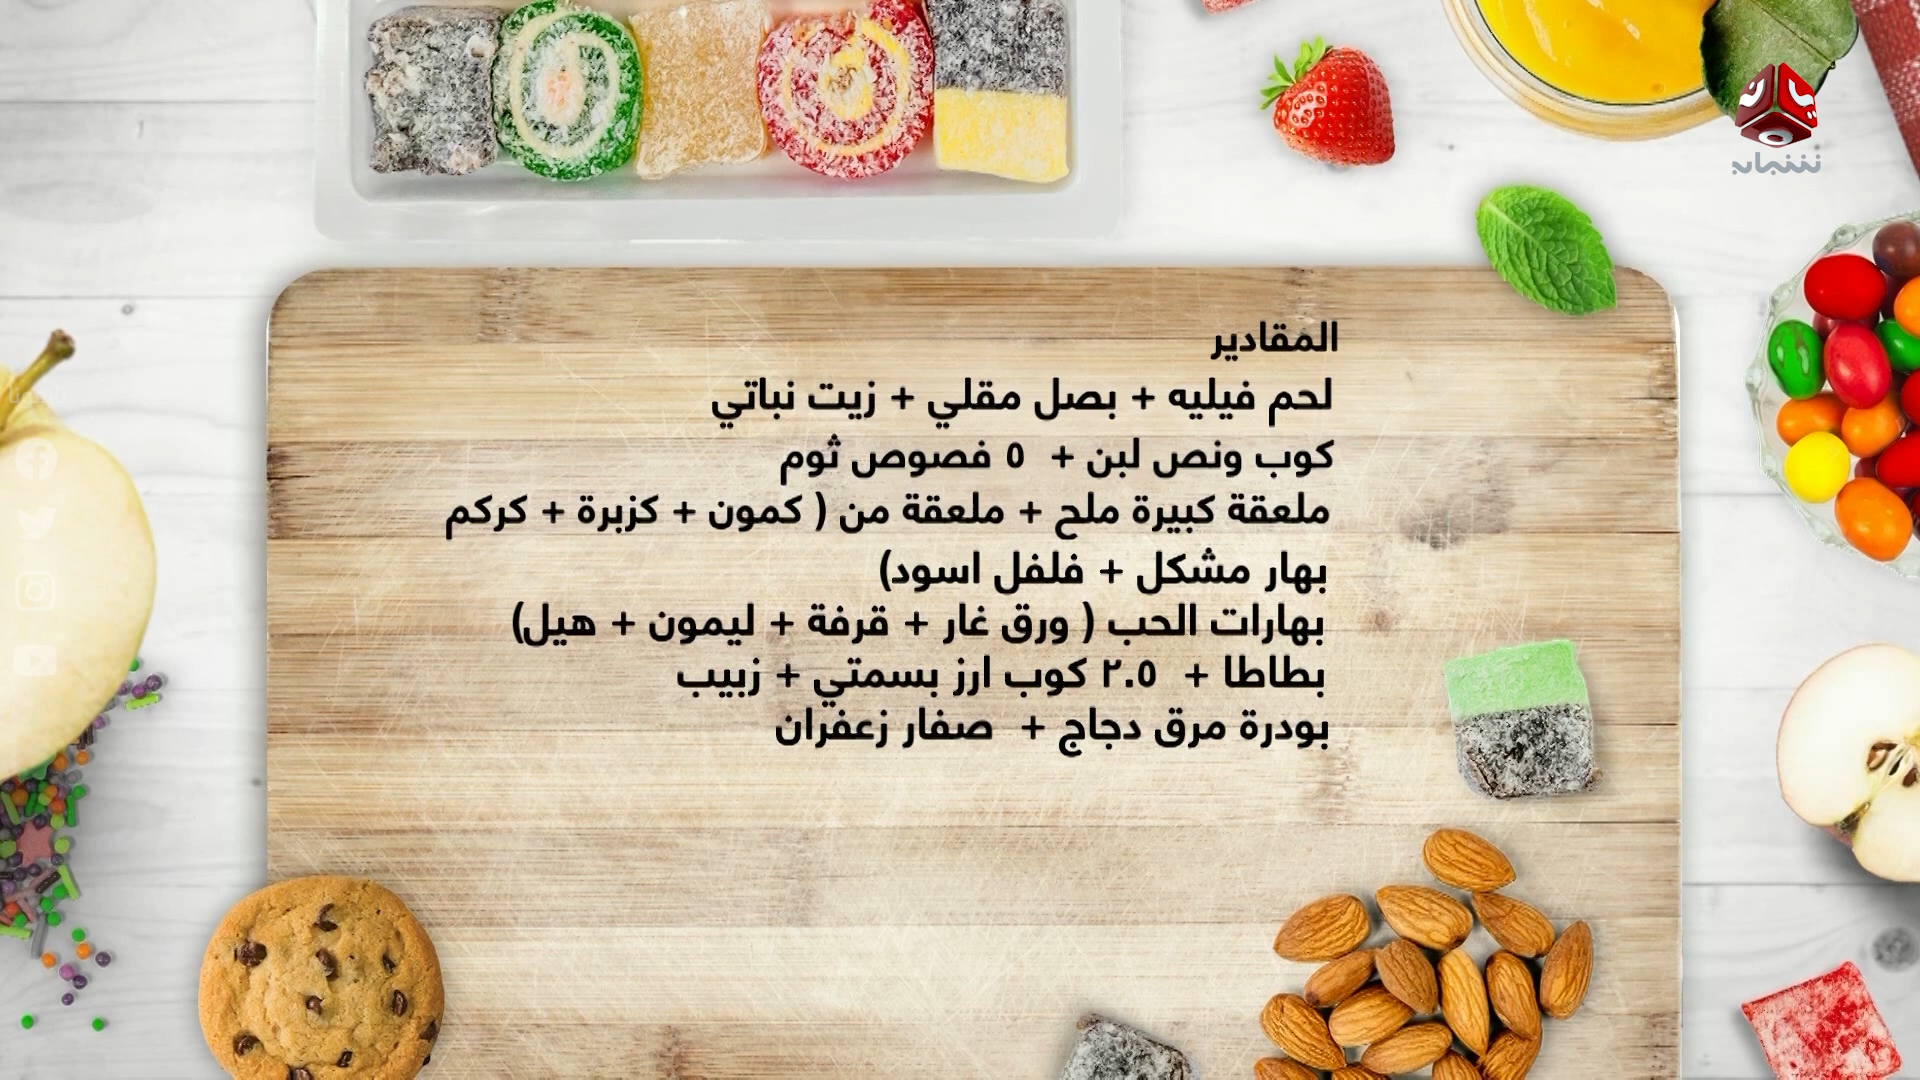 المقادير
لحم فيليه + بصل مقلي + زيت نباتي
كوب ونص لبن + ٥ فصوص ثوم
ملعقة كبيرة ملح + ملعقة من ( كمون + كزبرة + كركم
بهار مشكل + فلفل اسود)
بهارات الحب ( ورق غار + قرفة + ليمون + هيل)
بطاطا + ٢.٥ كوب ارز بسمتي + زبيب
بودرة مرق دجاج + صفار زعفران